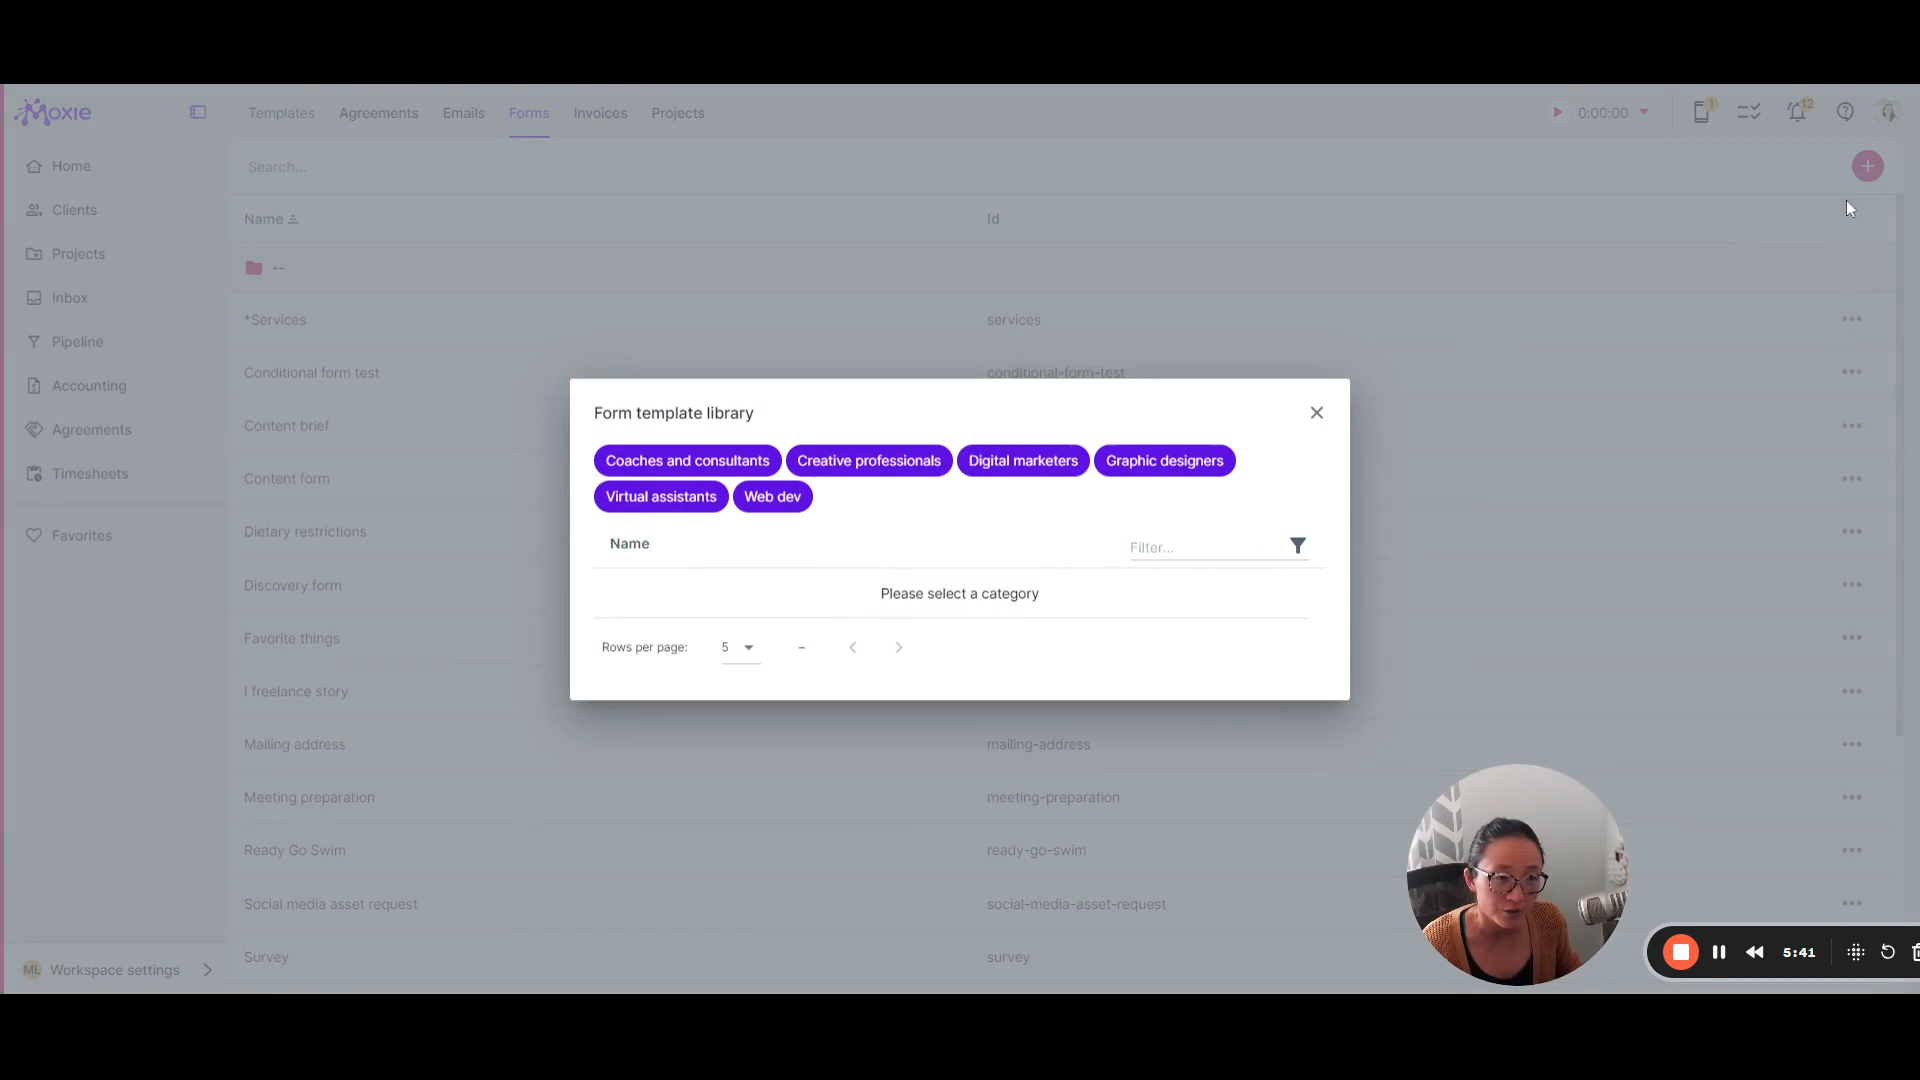 Moxie
Templates Agreements Emails Forms Invoices Projects
0:00:00
1
12
Home
Clients
Projects
Inbox
Pipeline
Accounting
Agreements
Timesheets
Favorites
ML Workspace settings
Search...
Name Id
--
*Services services
Conditional form test conditional-form-test
Content brief
Content form
Dietary restrictions
Discovery form
Favorite things
I freelance story
Mailing address mailing-address
Meeting preparation meeting-preparation
Ready Go Swim ready-go-swim
Social media asset request social-media-asset-request
Survey survey
Form template library
Coaches and consultants Creative professionals Digital marketers Graphic designers
Virtual assistants Web dev
Name Filter...
Please select a category
Rows per page: 5 –
5:41